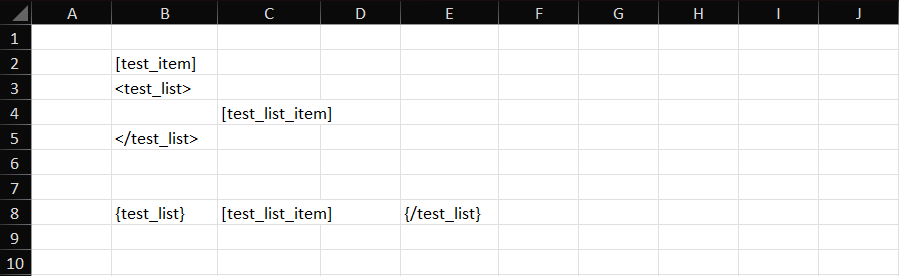 A B C D E F G H I J
1
2 [test_item]
3 <test_list>
4 [test_list_item]
5 </test_list>
6
7
8 {test_list} [test_list_item] {/test_list}
9
10